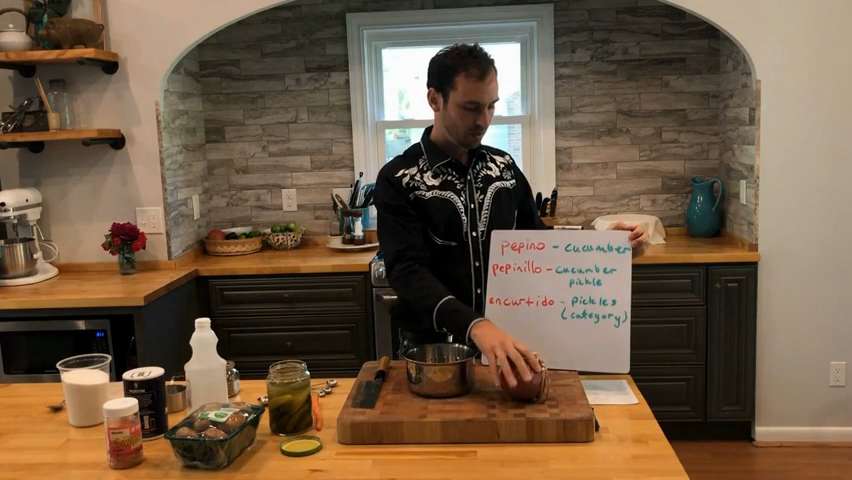 pepino - cucumber
pepinillo - cucumber
pickle
encurtido - pickles
(category)